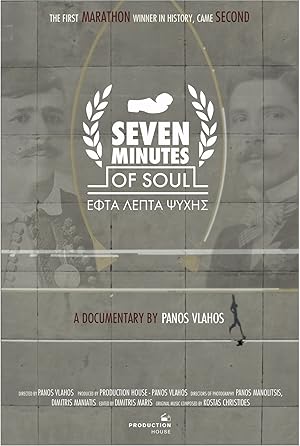 THE FIRST MARATHON WINNER IN HISTORY, CAME SECOND
SEVEN
MINUTES
OF SOUL
ΕΦΤΑ ΛΕΠΤΑ ΨΥΧΗΣ
A DOCUMENTARY BY PANOS VLAHOS
DIRECTED BY PANOS VLAHOS PRODUCED BY PRODUCTION HOUSE - PANOS VLAHOS DIRECTORS OF PHOTOGRAPHY PANOS MANOLITSIS,
DIMITRIS MANIATIS EDITED BY DIMITRIS MARIS ORIGINAL MUSIC COMPOSED BY KOSTAS CHRISTIDES
PRODUCTION
HOUSE